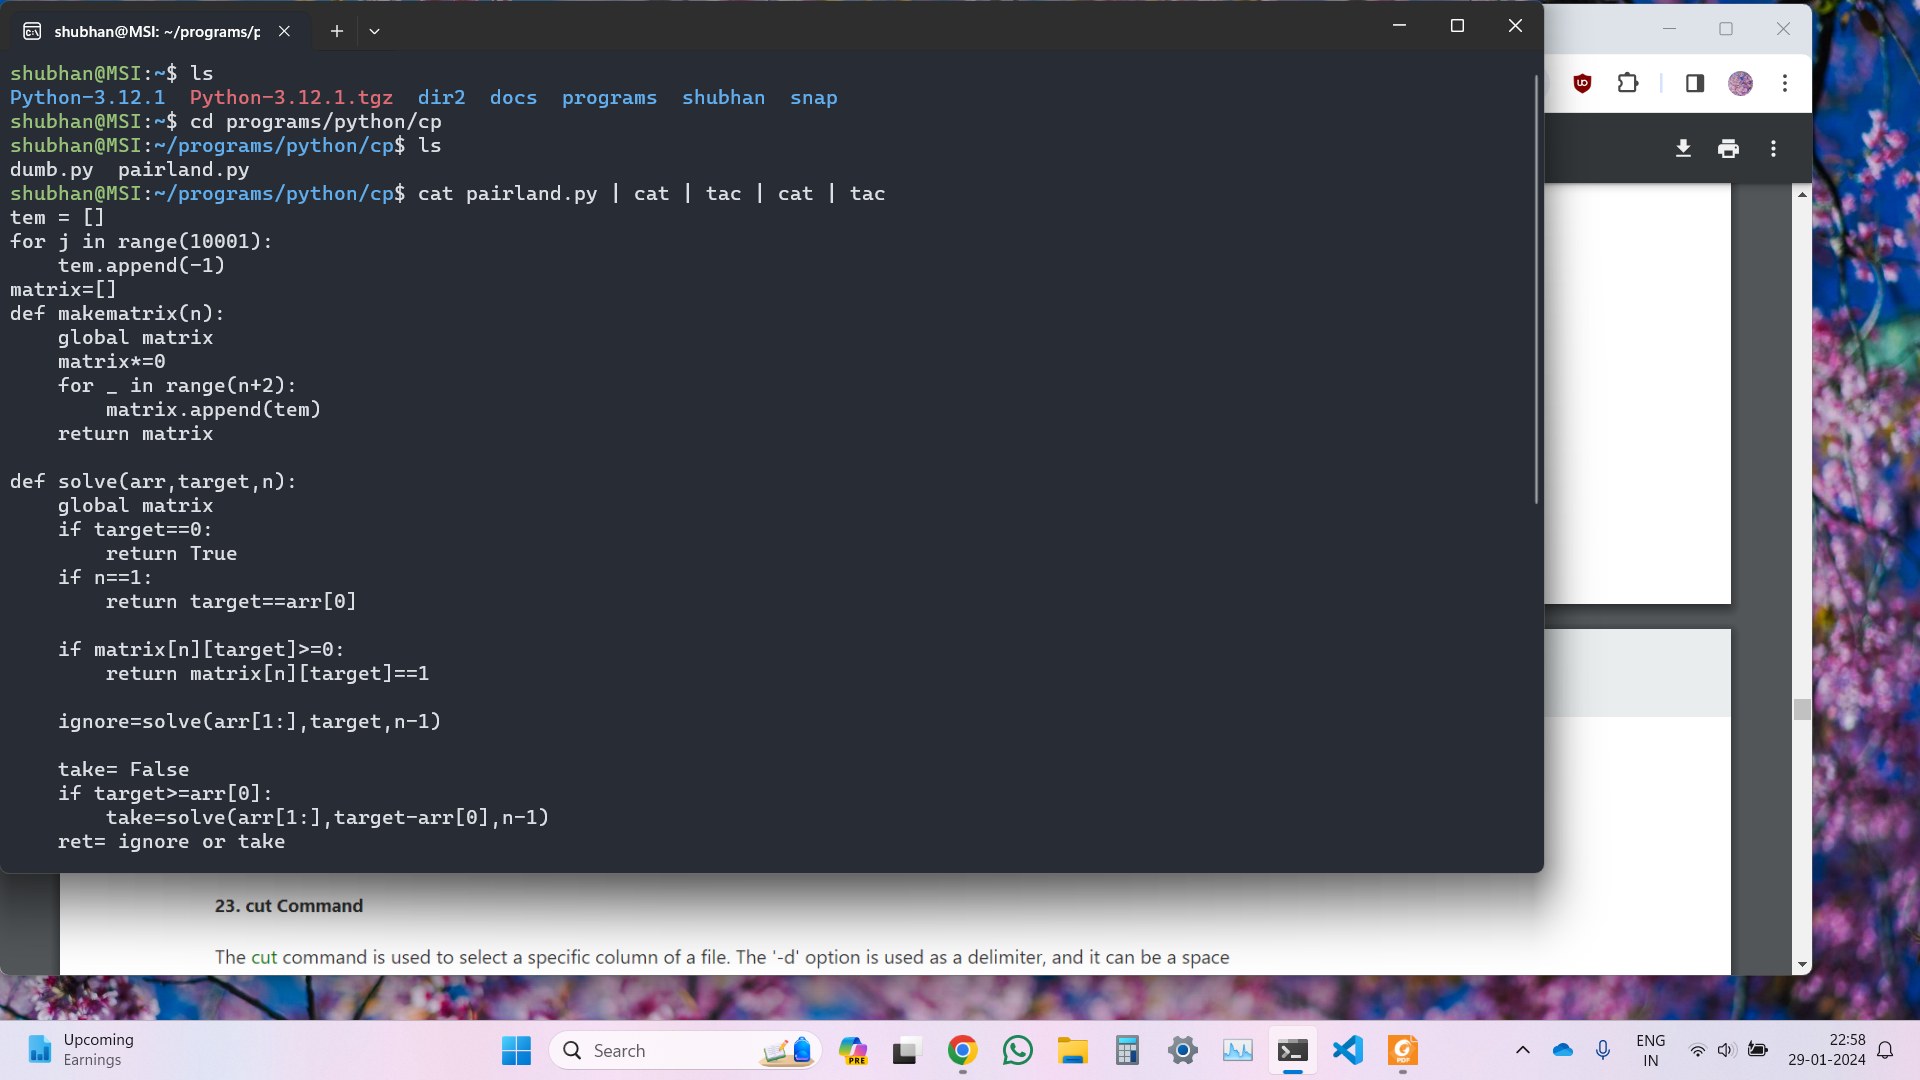 shubhan@MSI: ~/programs/p
shubhan@MSI:~$ ls
Python-3.12.1  Python-3.12.1.tgz  dir2  docs  programs  shubhan  snap
shubhan@MSI:~$ cd programs/python/cp
shubhan@MSI:~/programs/python/cp$ ls
dumb.py  pairland.py
shubhan@MSI:~/programs/python/cp$ cat pairland.py | cat | tac | cat | tac
tem = []
for j in range(10001):
    tem.append(-1)
matrix=[]
def makematrix(n):
    global matrix
    matrix*=0
    for _ in range(n+2):
        matrix.append(tem)
    return matrix

def solve(arr,target,n):
    global matrix
    if target==0:
        return True
    if n==1:
        return target==arr[0]

    if matrix[n][target]>=0:
        return matrix[n][target]==1

    ignore=solve(arr[1:],target,n-1)

    take= False
    if target>=arr[0]:
        take=solve(arr[1:],target-arr[0],n-1)
    ret= ignore or take
23. cut Command
The cut command is used to select a specific column of a file. The '-d' option is used as a delimiter, and it can be a space
Upcoming
Earnings
Search
PRE
PDF
ENG
IN
22:58
29-01-2024